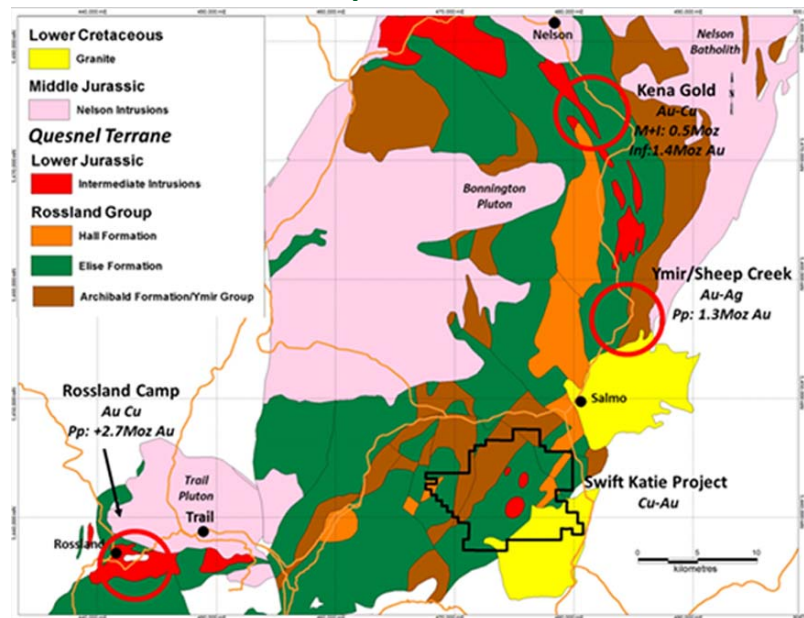 Lower Cretaceous
Granite
Middle Jurassic
Nelson Intrusions
Quesnel Terrane
Lower Jurassic
Intermediate Intrusions
Rossland Group
Hall Formation
Elise Formation
Archibald Formation/Ymir Group
Nelson
Nelson
Batholith
Kena Gold
Au-Cu
M+I: 0.5Moz
Inf:1.4Moz Au
Bonnington
Pluton
Ymir/Sheep Creek
Au-Ag
Pp: 1.3Moz Au
Rossland Camp
Au Cu
Pp: +2.7Moz Au
Salmo
Swift Katie Project
Cu-Au
Trail
Pluton
Trail
Rossland
0 5 10
kilometres